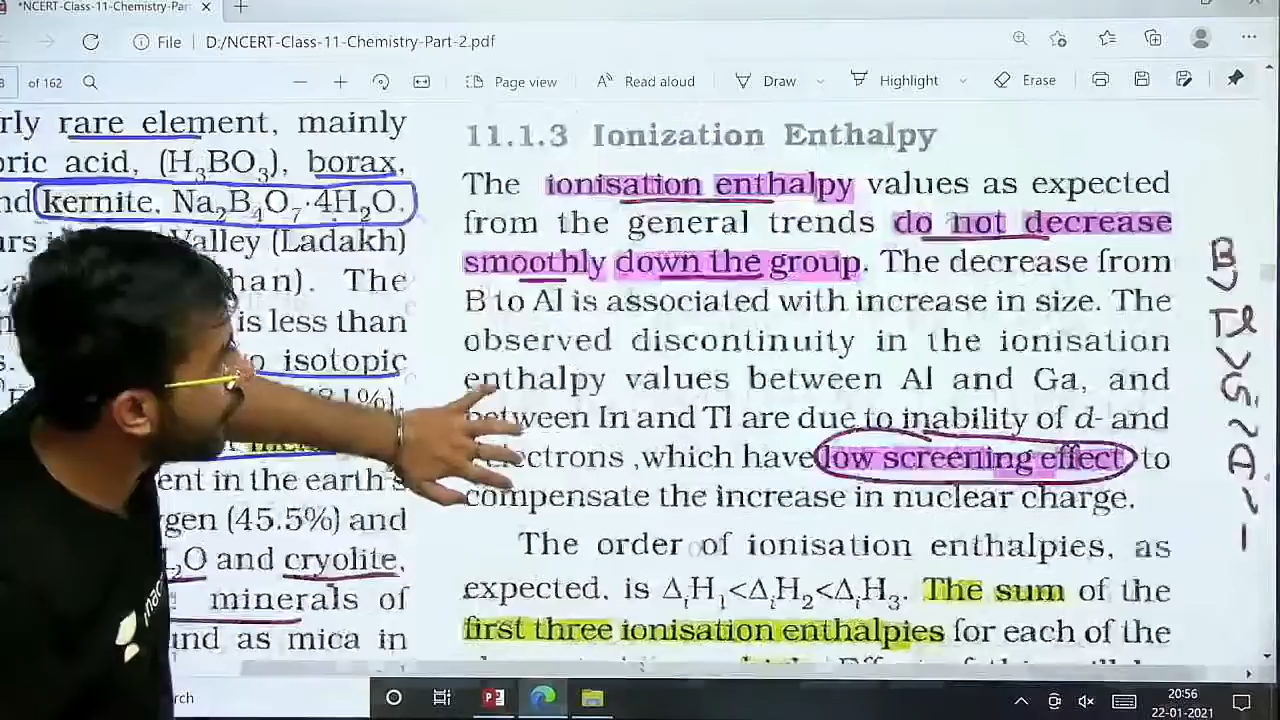 *NCERT-Class-11-Chemistry-Par
File D:/NCERT-Class-11-Chemistry-Part-2.pdf
of 162 Page view Read aloud Draw Highlight Erase
rly rare element, mainly
oric acid, (H₃BO₃), borax,
nd kernite, Na₂B₄O₇·4H₂O.
Valley (Ladakh)
han). The
is less than
o isotopic
(81%)
ent in the earth's
gen (45.5%) and
O and cryolite,
minerals of
und as mica in
11.1.3 Ionization Enthalpy
The ionisation enthalpy values as expected
from the general trends do not decrease
smoothly down the group. The decrease from
B to Al is associated with increase in size. The
observed discontinuity in the ionisation
enthalpy values between Al and Ga, and
between In and Tl are due to inability of d- and
electrons ,which have low screening effect to
compensate the increase in nuclear charge.
The order of ionisation enthalpies, as
expected, is ΔᵢH₁<ΔᵢH₂<ΔᵢH₃. The sum of the
first three ionisation enthalpies for each of the
B > Tl > G
rch
20:56
22-01-2021